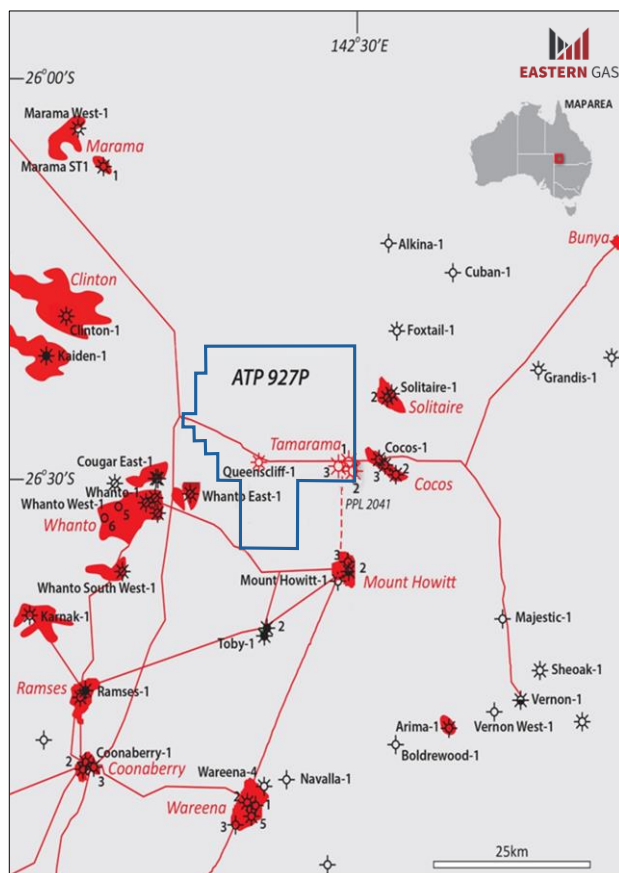 142°30'E
26°00'S
EASTERN GAS
MAPAREA
Marama West-1
Marama
Marama ST1
1
Alkina-1
Bunya
Cuban-1
Clinton
Clinton-1
Foxtail-1
Kaiden-1
ATP 927P
Grandis-1
Solitaire-1
2
Solitaire
Tamarama
1
3
2
Cocos-1
Queenscliff-1
3
2
Cocos
26°30'S
Cougar East-1
Whanto-1
Whanto East-1
PPL 2041
Whanto West-1
5
6
Whanto
3
2
Whanto South West-1
Mount Howitt-1
Mount Howitt
Karnak-1
Majestic-1
2
Toby-1
Sheoak-1
Ramses
Ramses-1
Vernon-1
Arima-1
Vernon West-1
Boldrewood-1
Coonaberry-1
2
3
Coonaberry
Wareena-4
Navalla-1
2
1
Wareena
3
5
25km